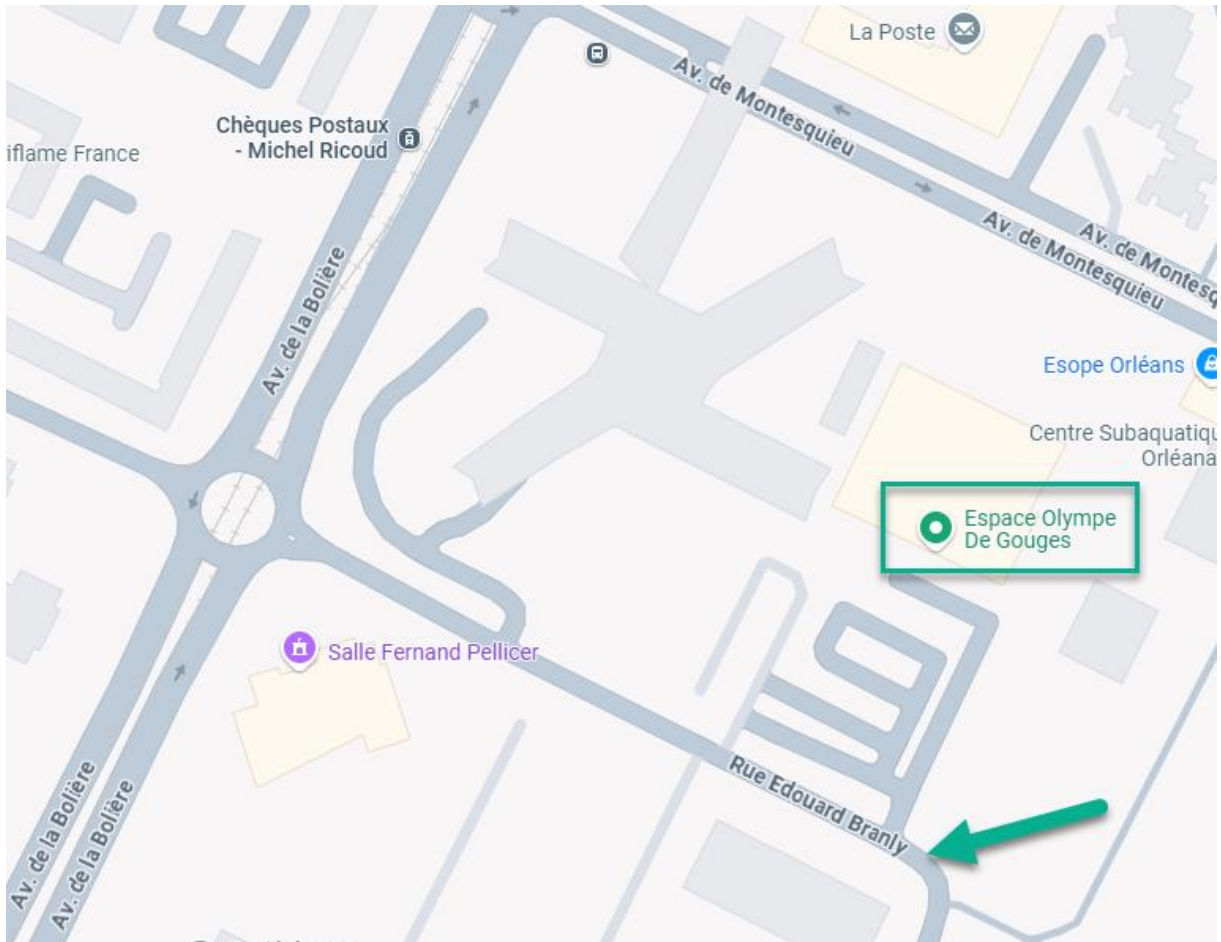 La Poste
Av. de Montesquieu
Chèques Postaux
- Michel Ricoud
iflame France
Av. de Montesquieu
Av. de Montesq
Av. de la Bolière
Esope Orléans
Centre Subaquatiqu
Orléana
Espace Olympe
De Gouges
Salle Fernand Pellicer
Rue Edouard Branly
Av. de la Bolière
Av. de la Bolière